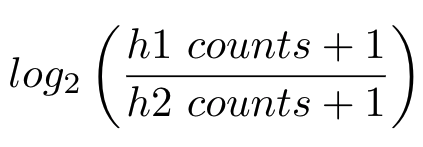 log₂ ( (h1 counts + 1) / (h2 counts + 1) )